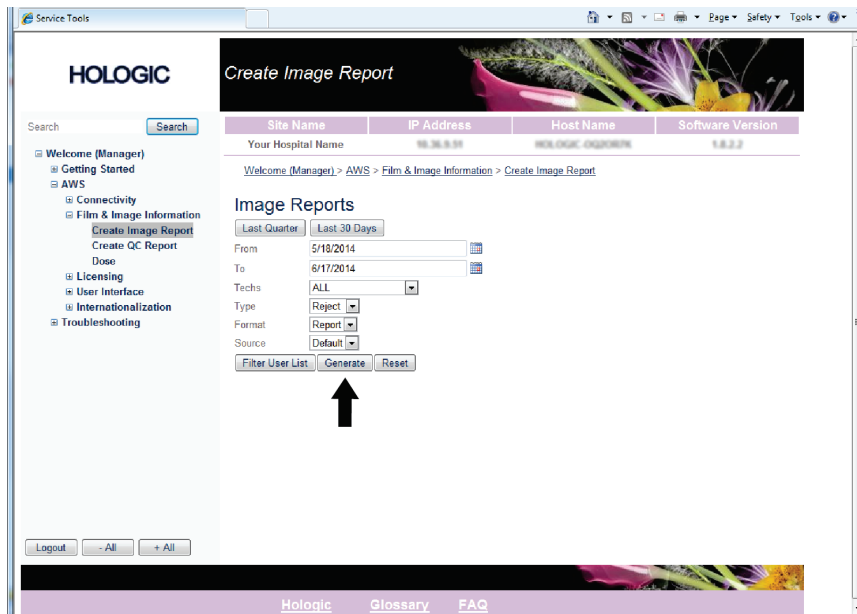 Service Tools
Page Safety Tools
HOLOGIC
Create Image Report
Search Search
Site Name IP Address Host Name Software Version
Your Hospital Name 1.8.2.2
Welcome (Manager)
Getting Started
AWS
Connectivity
Film & Image Information
Create Image Report
Create QC Report
Dose
Licensing
User Interface
Internationalization
Troubleshooting
Welcome (Manager) > AWS > Film & Image Information > Create Image Report
Image Reports
Last Quarter Last 30 Days
From 5/18/2014
To 6/17/2014
Techs ALL
Type Reject
Format Report
Source Default
Filter User List Generate Reset
Logout - All + All
Hologic Glossary FAQ